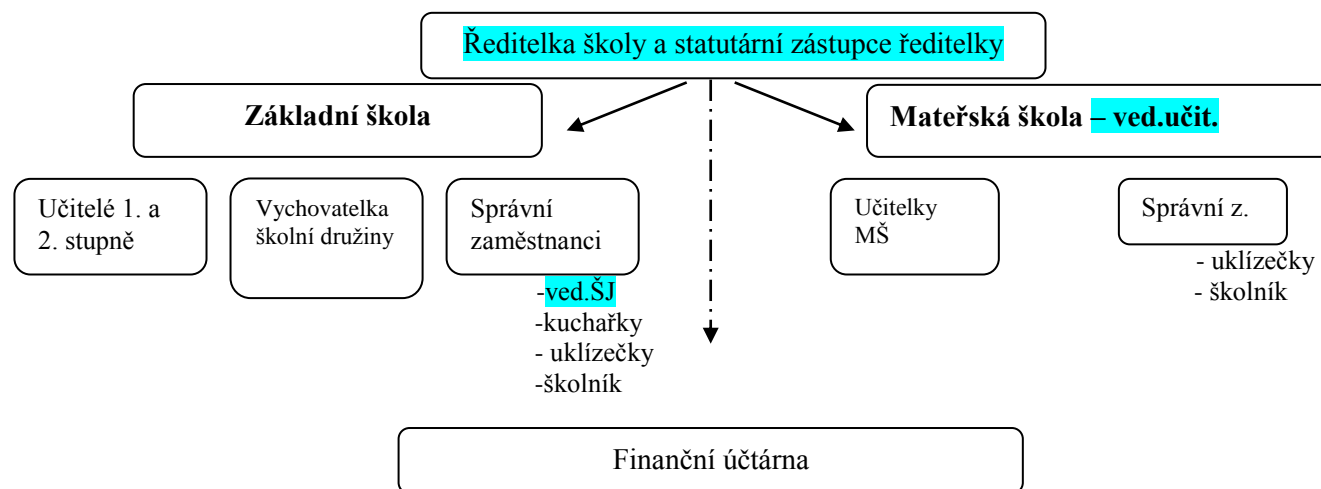 Ředitelka školy a statutární zástupce ředitelky
Základní škola
Mateřská škola – ved.učit.
Učitelé 1. a
2. stupně
Vychovatelka
školní družiny
Správní
zaměstnanci
-ved.ŠJ
-kuchařky
- uklízečky
-školník
Učitelky
MŠ
Správní z.
- uklízečky
- školník
Finanční účtárna